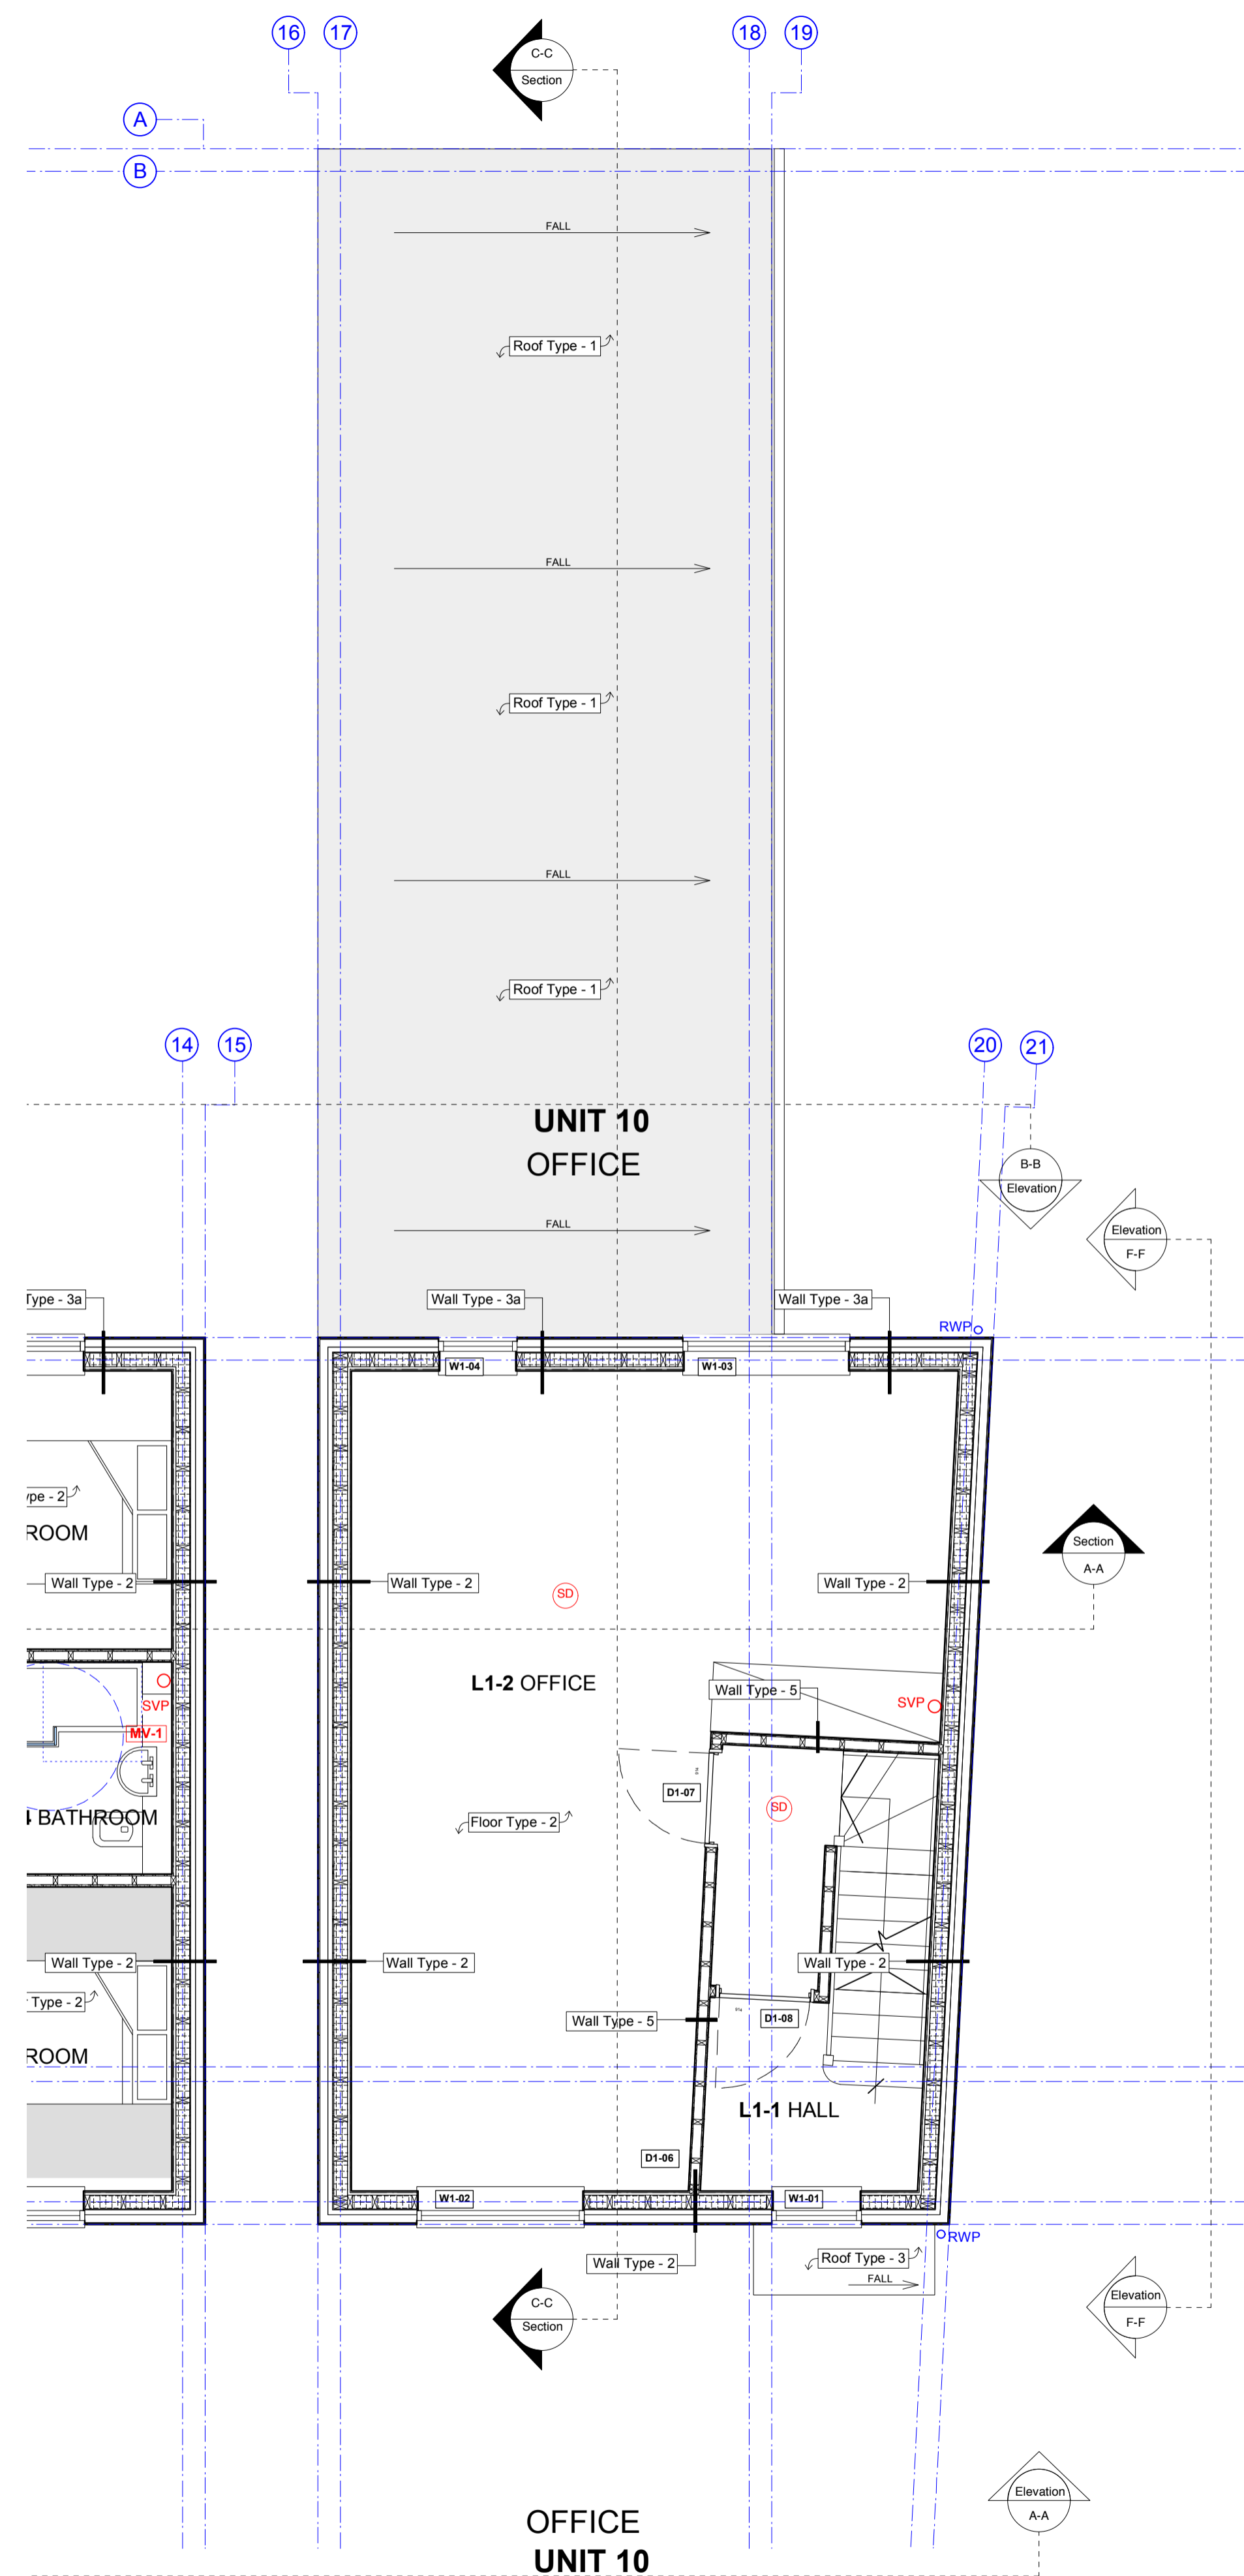 16
17
18
19
C-C
Section
A
B
FALL
Roof Type - 1
FALL
Roof Type - 1
FALL
Roof Type - 1
14
15
20
21
UNIT 10
OFFICE
B-B
Elevation
FALL
Elevation
F-F
Type - 3a
Wall Type - 3a
Wall Type - 3a
RWP
W1-04
W1-03
ype - 2
ROOM
Section
A-A
Wall Type - 2
Wall Type - 2
Wall Type - 2
SD
L1-2 OFFICE
Wall Type - 5
SVP
SVP
MV-1
D1-07
SD
BATHROOM
Floor Type - 2
Wall Type - 2
Wall Type - 2
Wall Type - 2
Type - 2
Wall Type - 5
D1-08
ROOM
L1-1 HALL
D1-06
W1-02
W1-01
RWP
Wall Type - 2
Roof Type - 3
FALL
C-C
Section
Elevation
F-F
Elevation
A-A
OFFICE
UNIT 10